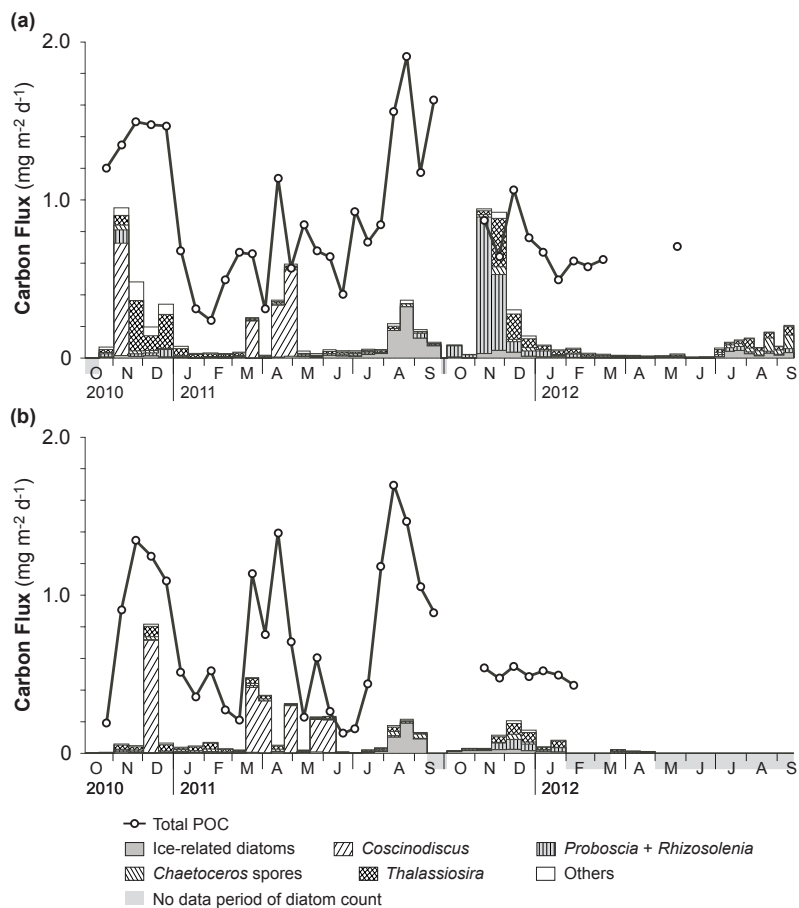 (a)
2.0
1.0
0
Carbon Flux (mg m-2 d-1)
O N D J F M A M J J A S O N D J F M A M J J A S
2010 2011 2012
(b)
2.0
1.0
0
Carbon Flux (mg m-2 d-1)
O N D J F M A M J J A S O N D J F M A M J J A S
2010 2011 2012
Total POC
Ice-related diatoms Coscinodiscus Proboscia + Rhizosolenia
Chaetoceros spores Thalassiosira Others
No data period of diatom count